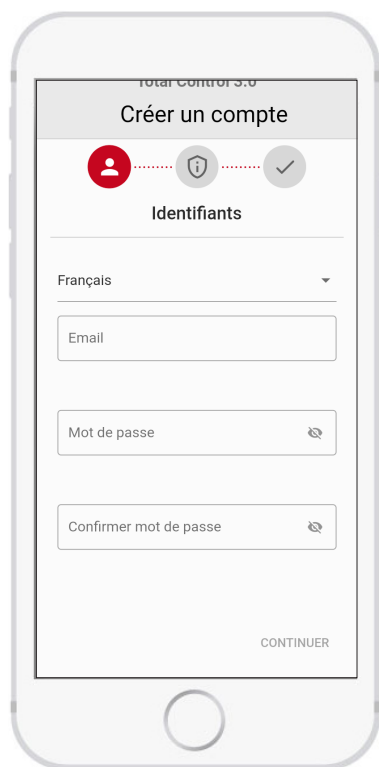 Total Control 3.0
Créer un compte
Identifiants
Français
Email
Mot de passe
Confirmer mot de passe
CONTINUER